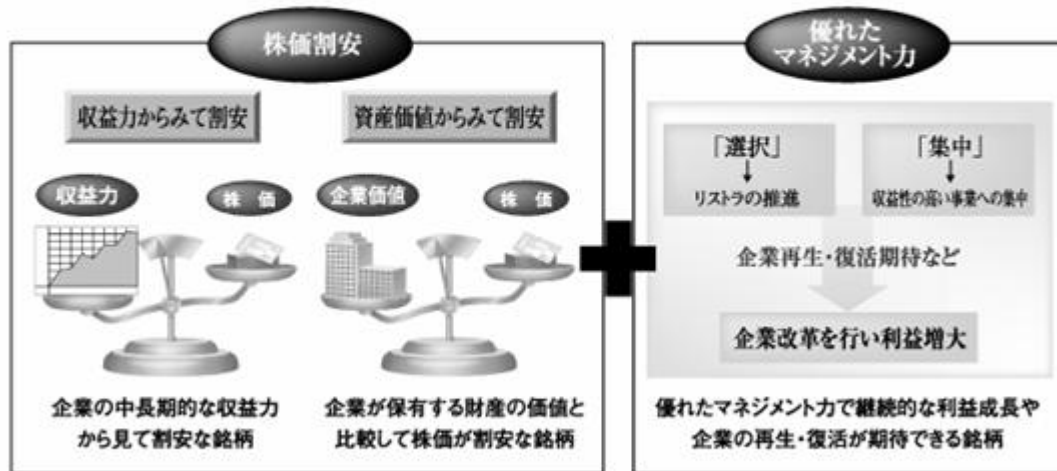 株価割安
収益力からみて割安
資産価値からみて割安
収益力
株 価
企業価値
株 価
企業の中長期的な収益力
から見て割安な銘柄
企業が保有する財産の価値と
比較して株価が割安な銘柄
優れた
マネジメント力
「選択」
リストラの推進
「集中」
収益性の高い事業への集中
企業再生・復活期待など
企業改革を行い利益増大
優れたマネジメント力で継続的な利益成長や
企業の再生・復活が期待できる銘柄